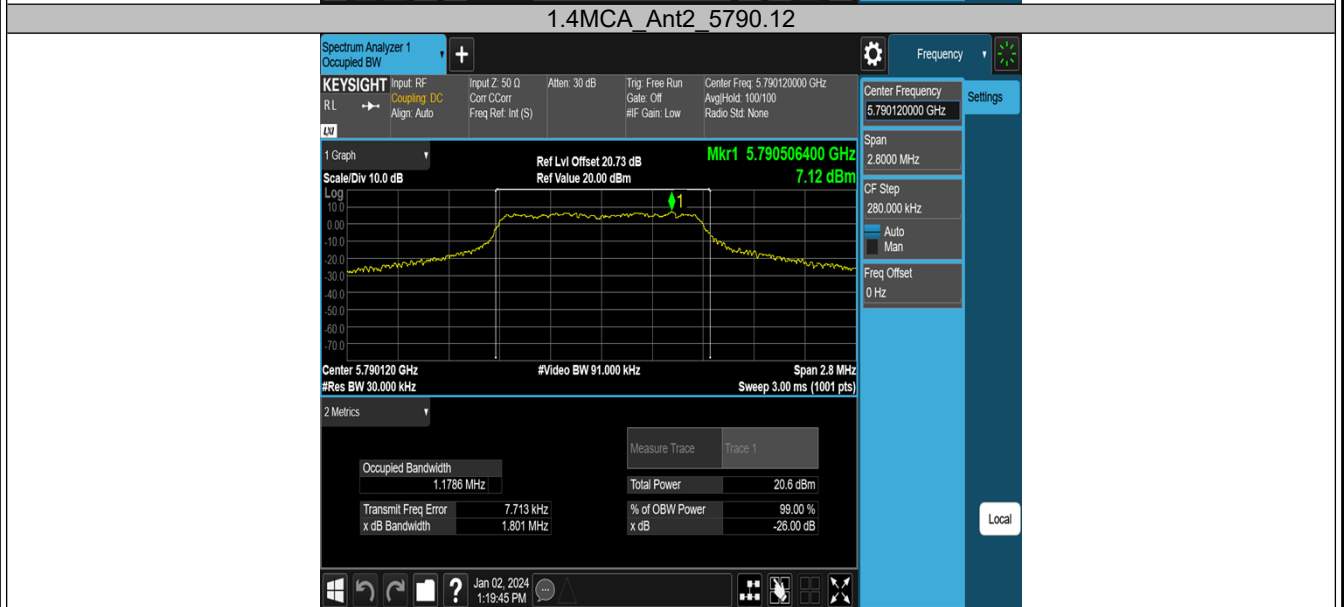 1.4MCA_Ant2_5790.12
Spectrum Analyzer 1
Occupied BW
+
Frequency
KEYSIGHT
RL
LXI
Input: RF
Coupling: DC
Align: Auto
Input Z: 50 Ω
Corr CCorr
Freq Ref: Int (S)
Atten: 30 dB
Trig: Free Run
Gate: Off
#IF Gain: Low
Center Freq: 5.790120000 GHz
Avg|Hold: 100/100
Radio Std: None
Center Frequency
5.790120000 GHz
Settings
Span
2.8000 MHz
CF Step
280.000 kHz
Auto
Man
Freq Offset
0 Hz
Local
1 Graph
Scale/Div 10.0 dB
Ref Lvl Offset 20.73 dB
Ref Value 20.00 dBm
Mkr1 5.790506400 GHz
7.12 dBm
Log
10.0
0.00
-10.0
-20.0
-30.0
-40.0
-50.0
-60.0
-70.0
1
Center 5.790120 GHz
#Video BW 91.000 kHz
Span 2.8 MHz
#Res BW 30.000 kHz
Sweep 3.00 ms (1001 pts)
2 Metrics
Measure Trace
Trace 1
Occupied Bandwidth
1.1786 MHz
Total Power
20.6 dBm
Transmit Freq Error
7.713 kHz
% of OBW Power
99.00 %
x dB Bandwidth
1.801 MHz
x dB
-26.00 dB
?
Jan 02, 2024
1:19:45 PM